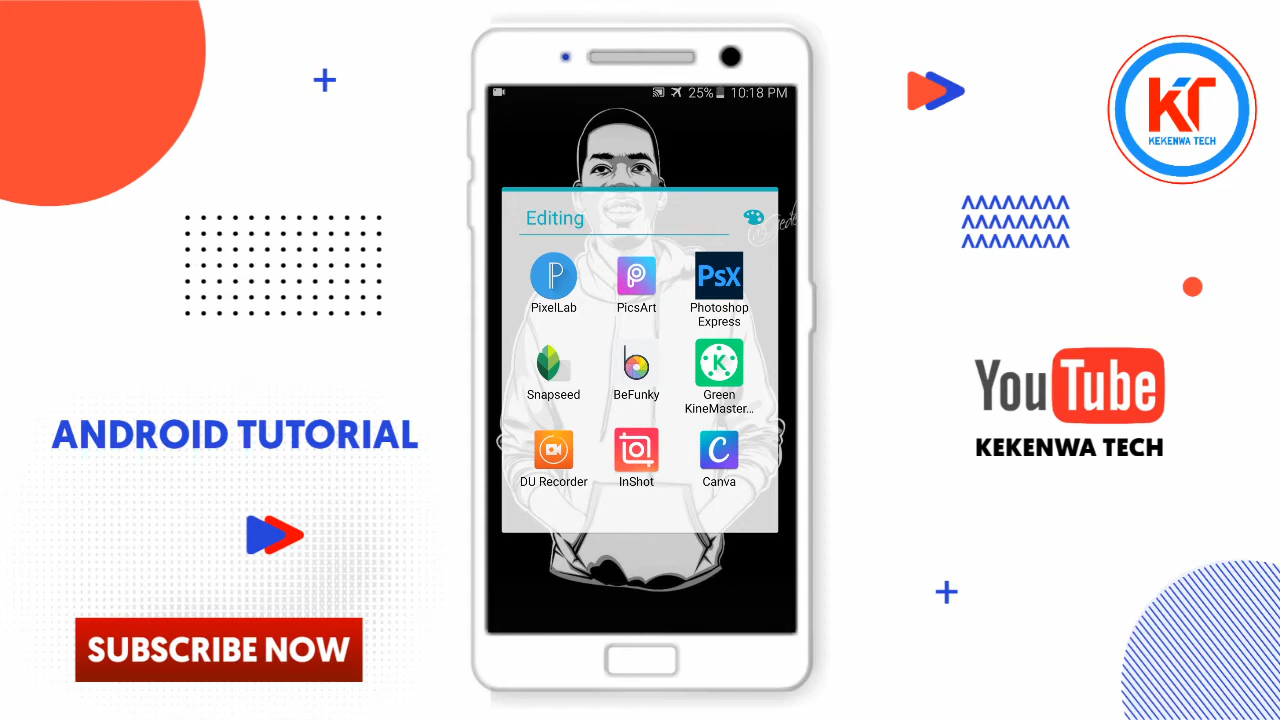 25% 10:18 PM
KT
KEKENWA TECH
Editing
PixelLab
PicsArt
PsX
Photoshop
Express
Snapseed
BeFunky
K
Green
KineMaster...
DU Recorder
InShot
C
Canva
ANDROID TUTORIAL
SUBSCRIBE NOW
YouTube
KEKENWA TECH